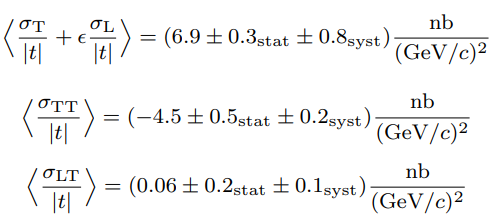 ⟨σ_T/|t| + ϵ σ_L/|t|⟩ = (6.9 ± 0.3_stat ± 0.8_syst) nb/(GeV/c)²
⟨σ_TT/|t|⟩ = (−4.5 ± 0.5_stat ± 0.2_syst) nb/(GeV/c)²
⟨σ_LT/|t|⟩ = (0.06 ± 0.2_stat ± 0.1_syst) nb/(GeV/c)²